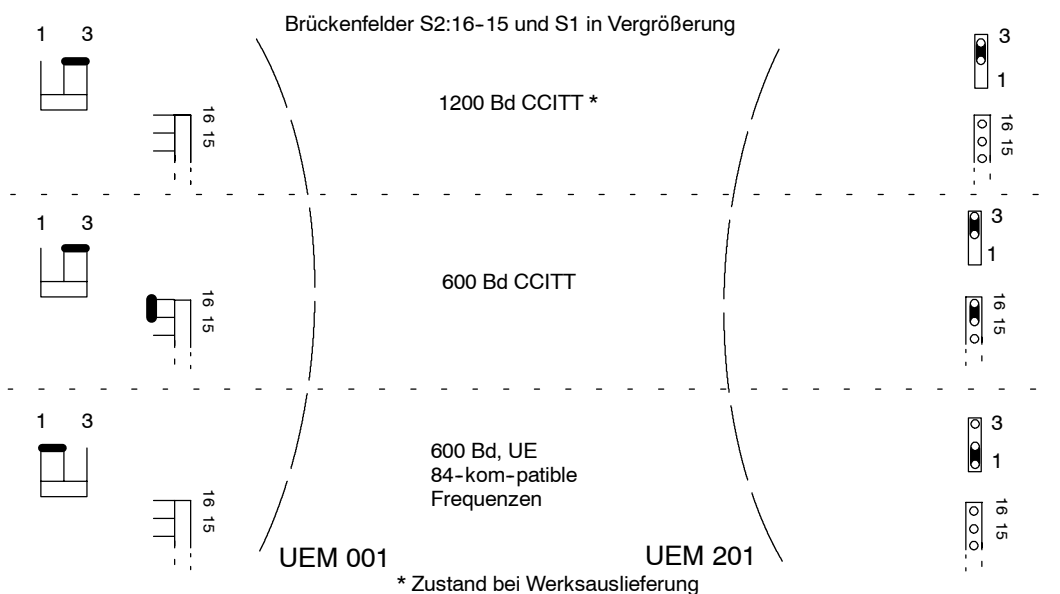 Brückenfelder S2:16-15 und S1 in Vergrößerung
1 3
3
1
1200 Bd CCITT *
16 15
16 15
1 3
3
1
600 Bd CCITT
16 15
16 15
1 3
3
1
600 Bd, UE
84-kom-patible
Frequenzen
16 15
16 15
UEM 001
UEM 201
* Zustand bei Werksauslieferung